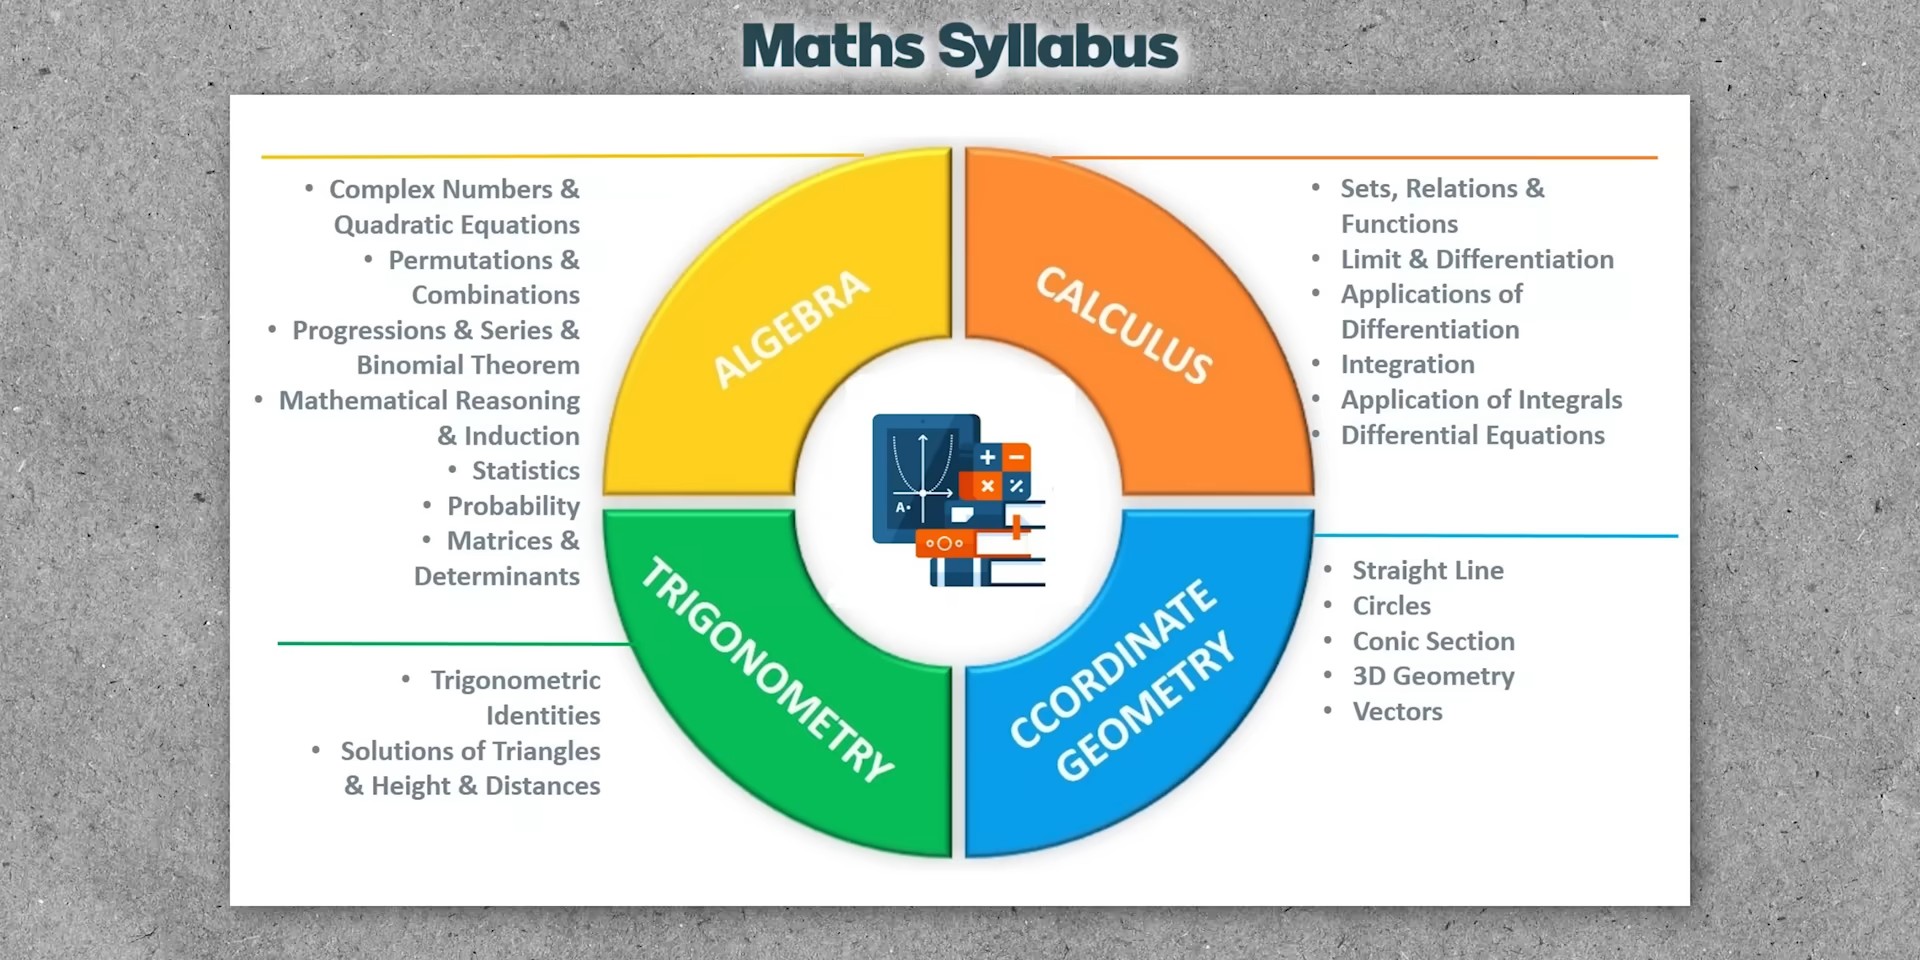 Maths Syllabus
• Complex Numbers &
Quadratic Equations
• Permutations &
Combinations
• Progressions & Series &
Binomial Theorem
• Mathematical Reasoning
& Induction
• Statistics
• Probability
• Matrices &
Determinants
ALGEBRA
CALCULUS
• Sets, Relations &
Functions
• Limit & Differentiation
• Applications of
Differentiation
• Integration
• Application of Integrals
• Differential Equations
A•
+ −
× %
TRIGONOMETRY
• Trigonometric
Identities
• Solutions of Triangles
& Height & Distances
CCORDINATE
GEOMETRY
• Straight Line
• Circles
• Conic Section
• 3D Geometry
• Vectors